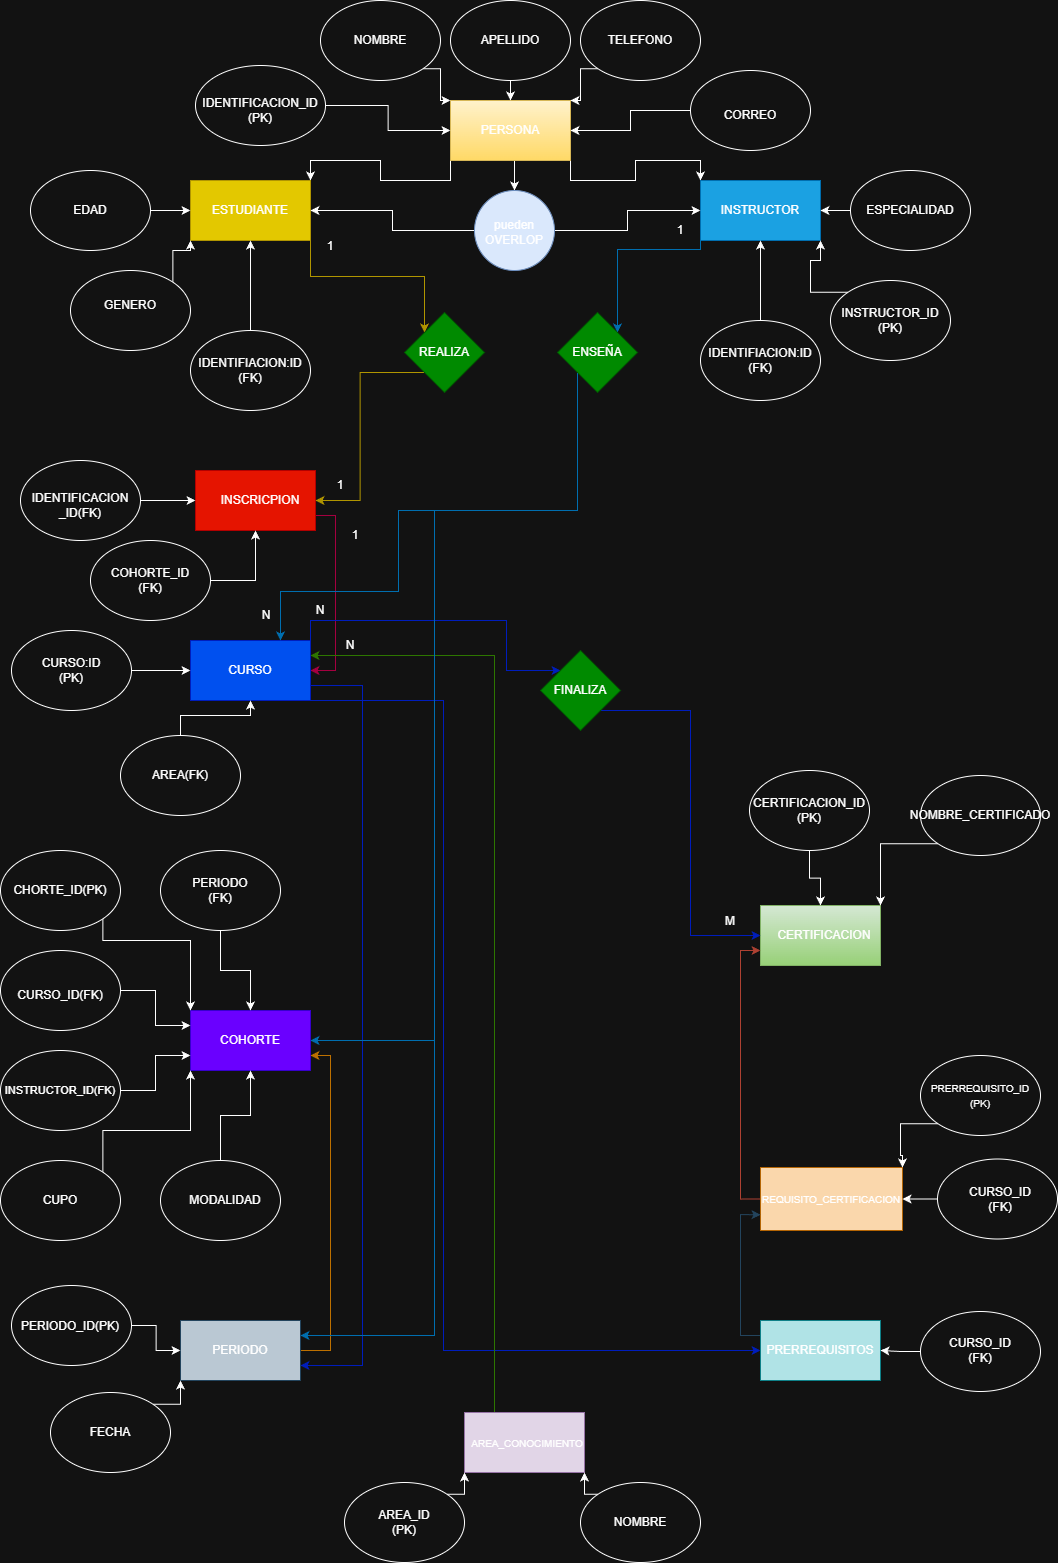 NOMBRE
APELLIDO
TELEFONO
IDENTIFICACION_ID
(PK)
PERSONA
CORREO
EDAD
ESTUDIANTE
pueden
OVERLOP
INSTRUCTOR
ESPECIALIDAD
1
1
GENERO
IDENTIFIACION:ID
(FK)
REALIZA
ENSEÑA
IDENTIFIACION:ID
(FK)
INSTRUCTOR_ID
(PK)
IDENTIFICACION
_ID(FK)
INSCRICPION
1
1
COHORTE_ID
(FK)
N
N
N
CURSO:ID
(PK)
CURSO
FINALIZA
AREA(FK)
CERTIFICACION_ID
(PK)
NOMBRE_CERTIFICADO
CHORTE_ID(PK)
PERIODO
(FK)
M
CERTIFICACION
CURSO_ID(FK)
COHORTE
INSTRUCTOR_ID(FK)
PRERREQUISITO_ID
(PK)
CUPO
MODALIDAD
REQUISITO_CERTIFICACION
CURSO_ID
(FK)
PERIODO_ID(PK)
PERIODO
PRERREQUISITOS
CURSO_ID
(FK)
FECHA
AREA_CONOCIMIENTO
AREA_ID
(PK)
NOMBRE